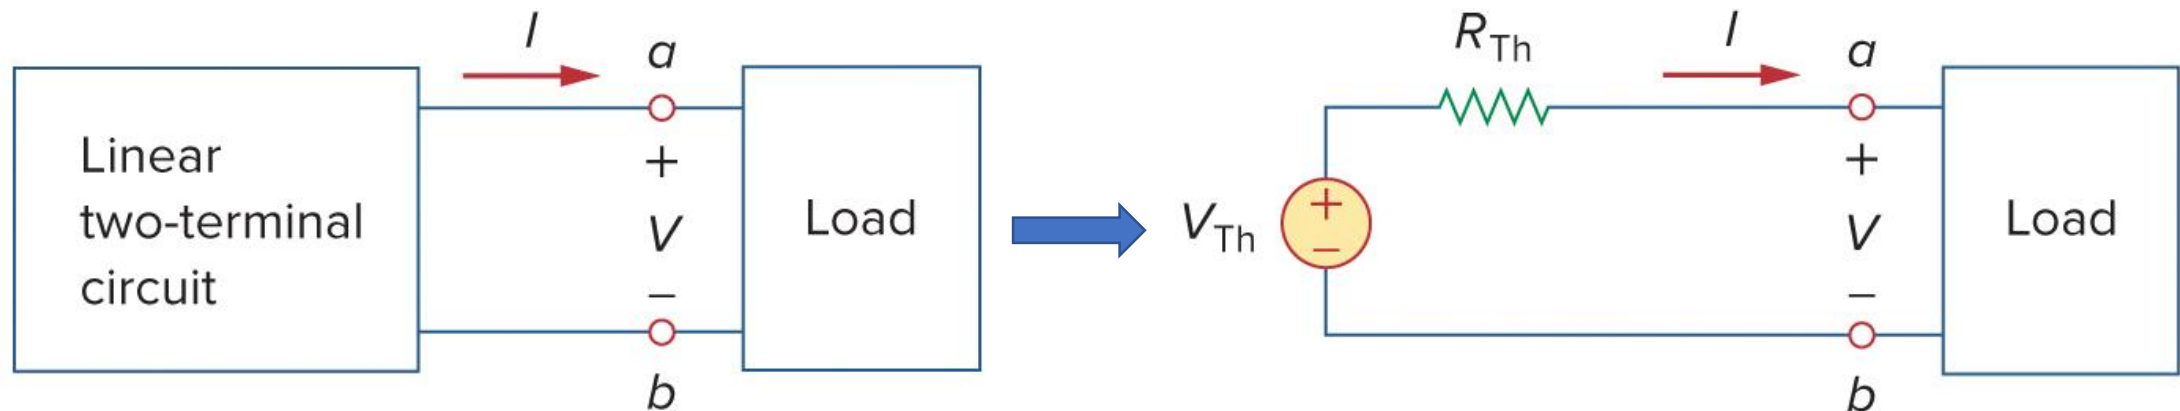 I
a
Linear
two-terminal
circuit
+
V
−
Load
b
R_Th
I
a
V_Th
+
−
+
V
−
Load
b